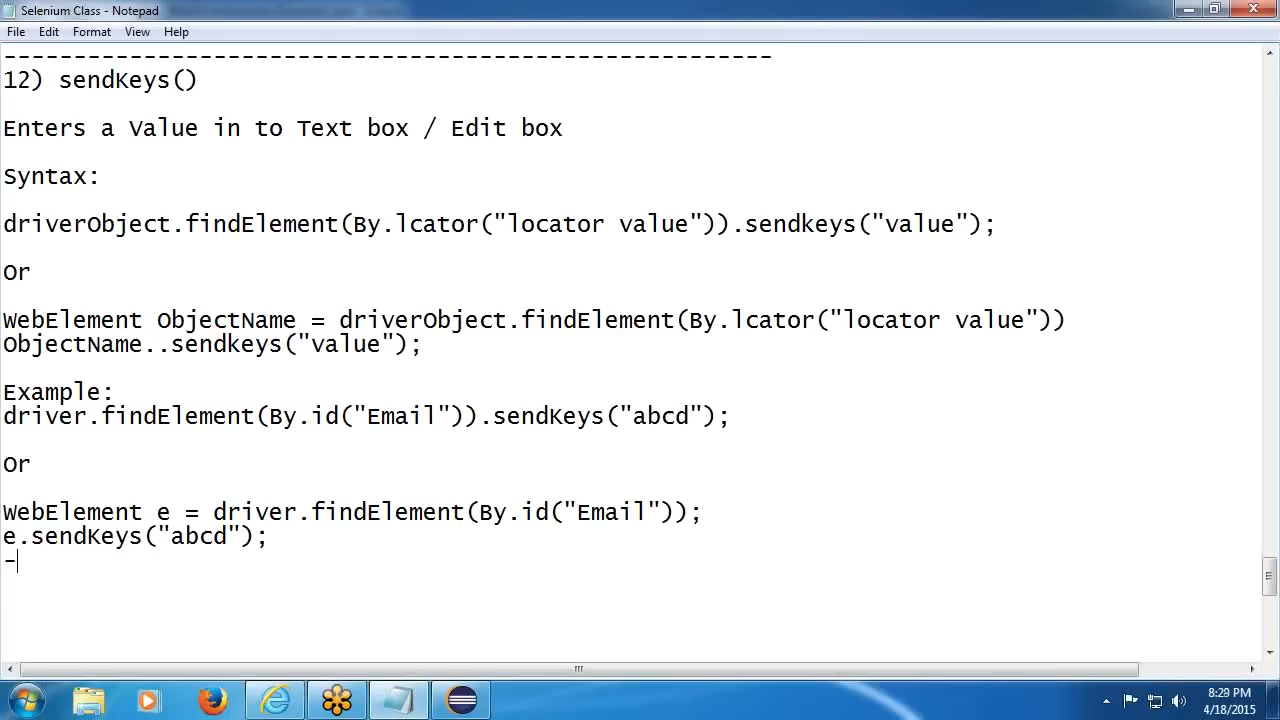 Selenium Class - Notepad
File Edit Format View Help
--------------------------------------------------------
12) sendKeys()
Enters a Value in to Text box / Edit box
Syntax:
driverObject.findElement(By.lcator("locator value")).sendkeys("value");
Or
WebElement ObjectName = driverObject.findElement(By.lcator("locator value"))
ObjectName..sendkeys("value");
Example:
driver.findElement(By.id("Email")).sendKeys("abcd");
Or
WebElement e = driver.findElement(By.id("Email"));
e.sendKeys("abcd");
-
8:29 PM
4/18/2015